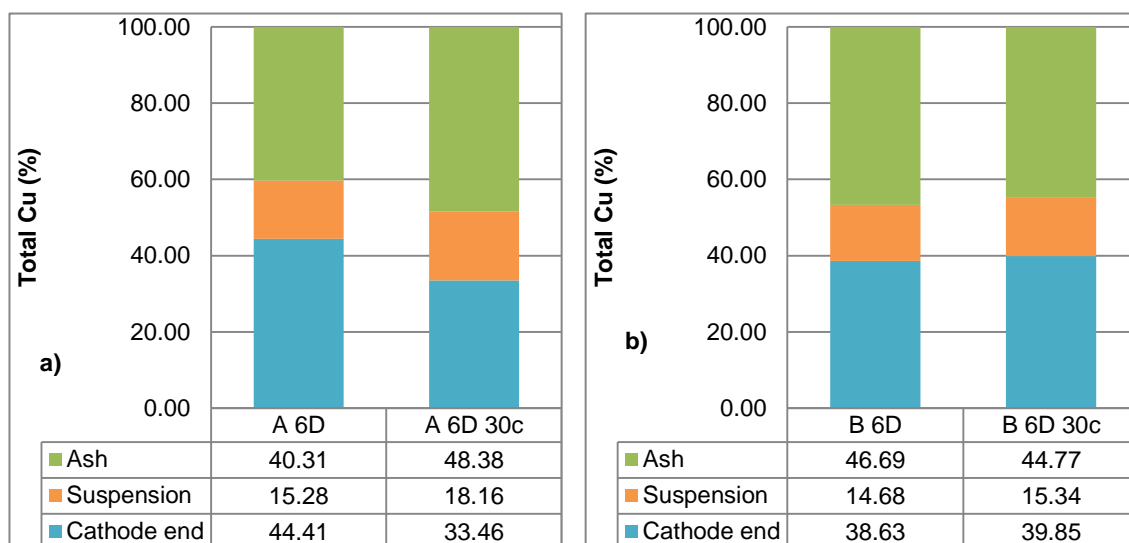 Total Cu (%)
100.00
80.00
60.00
40.00
20.00
0.00
a)
A 6D A 6D 30c
Ash 40.31 48.38
Suspension 15.28 18.16
Cathode end 44.41 33.46
Total Cu (%)
100.00
80.00
60.00
40.00
20.00
0.00
b)
B 6D B 6D 30c
Ash 46.69 44.77
Suspension 14.68 15.34
Cathode end 38.63 39.85